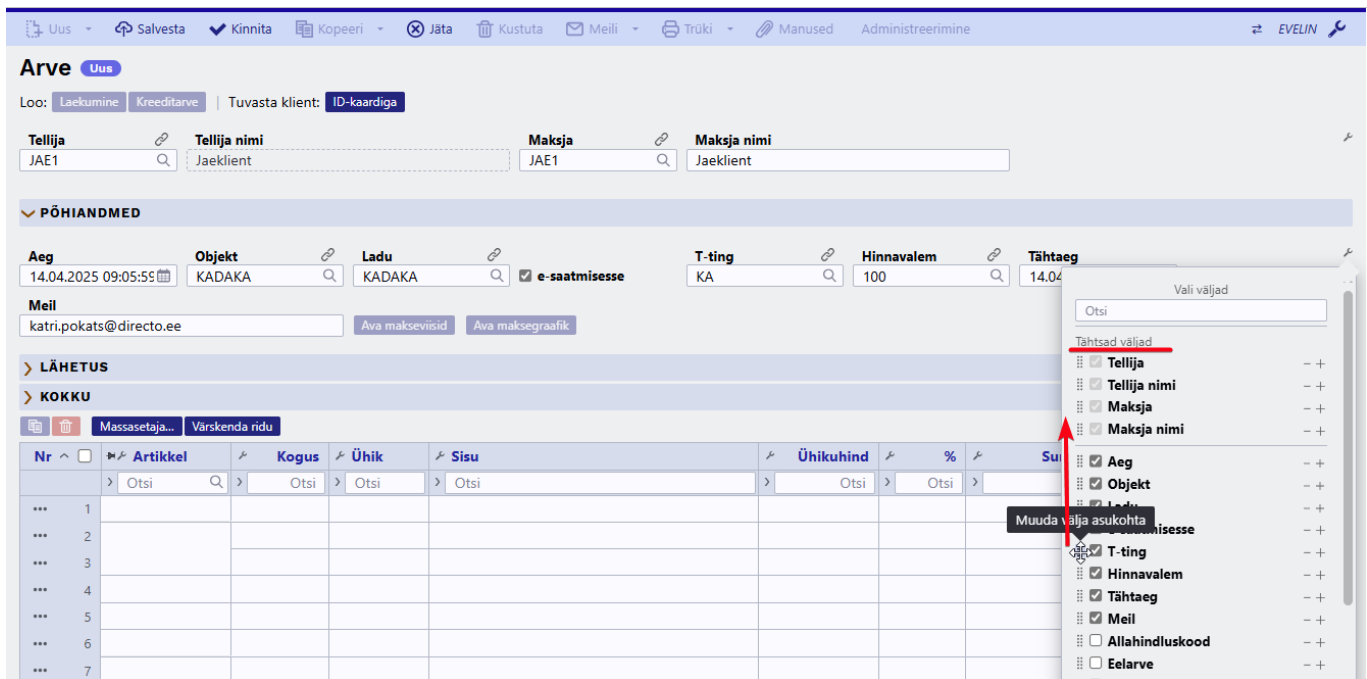 Uus Salvesta Kinnita Kopeeri Jäta Kustuta Meili Trüki Manused Administreerimine EVELIN
Arve Uus
Loo: Laekumine Kreeditarve | Tuvasta klient: ID-kaardiga
Tellija Tellija nimi Maksja Maksja nimi
JAE1 Jaeklient JAE1 Jaeklient
PÕHIANDMED
Aeg Objekt Ladu T-ting Hinnavalem Tähtaeg
14.04.2025 09:05:59 KADAKA KADAKA e-saatmisesse KA 100 14.04
Meil
katri.pokats@directo.ee Ava makseviisid Ava maksegraafik
LÄHETUS
KOKKU
Massasetaja... Värskenda ridu
Nr Artikkel Kogus Ühik Sisu Ühikuhind %
Otsi Otsi Otsi Otsi Otsi Otsi
1
2
3
4
5
6
7
Vali väljad
Otsi
Tähtsad väljad
Tellija − +
Tellija nimi − +
Maksja − +
Maksja nimi − +
Aeg − +
Objekt − +
Ladu − +
Muuda välja asukohta
e-saatmisesse − +
T-ting − +
Hinnavalem − +
Tähtaeg − +
Meil − +
Allahindluskood − +
Eelarve − +